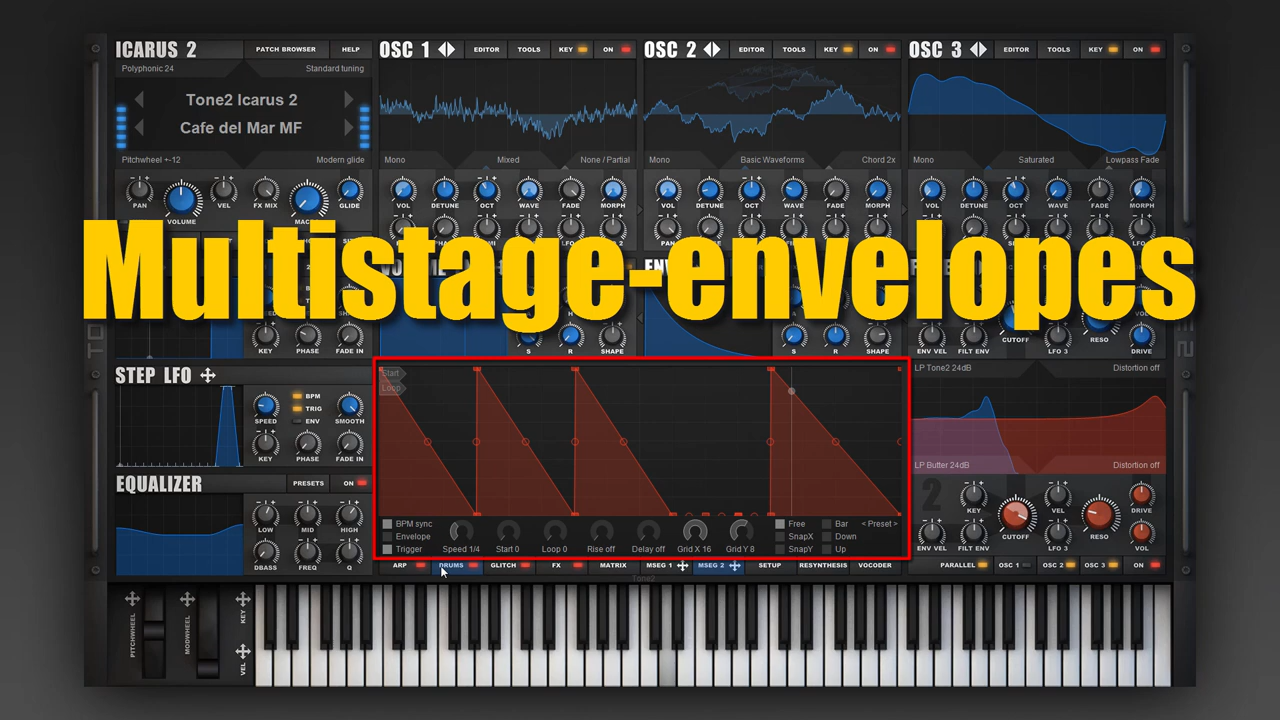 ICARUS 2 PATCH BROWSER HELP
Polyphonic 24 Standard tuning
Tone2 Icarus 2
Cafe del Mar MF
Pitchwheel +-12 Modern glide
PAN VOLUME VEL FX MIX GLIDE
OSC 1 EDITOR TOOLS KEY ON
Mono Mixed None / Partial
VOL DETUNE OCT WAVE FADE MORPH
OSC 2 EDITOR TOOLS KEY ON
Mono Basic Waveforms Chord 2x
VOL DETUNE OCT WAVE FADE MORPH
OSC 3 EDITOR TOOLS KEY ON
Mono Saturated Lowpass Fade
VOL DETUNE OCT WAVE FADE MORPH
Multistage-envelopes
KEY PHASE FADE IN
S R SHAPE
S R SHAPE
ENV VEL FILT ENV CUTOFF LFO 3 RESO DRIVE
STEP LFO
BPM
TRIG
ENV
SPEED SMOOTH
KEY PHASE FADE IN
EQUALIZER PRESETS ON
LOW MID HIGH
DBASS FREQ Q
Start
Loop
BPM sync
Envelope
Trigger
Speed 1/4 Start 0 Loop 0 Rise off Delay off Grid X 16 Grid Y 8
Free Bar < Preset >
SnapX Down
SnapY Up
ARP DRUMS GLITCH FX MATRIX MSEG 1 MSEG 2 SETUP RESYNTHESIS VOCODER
Tone2
LP Tone2 24dB Distortion off
LP Butter 24dB Distortion off
2 KEY VEL DRIVE
ENV VEL FILT ENV CUTOFF LFO 3 RESO VOL
PARALLEL OSC 1 OSC 2 OSC 3 ON
PITCHWHEEL MODWHEEL KEY
VEL